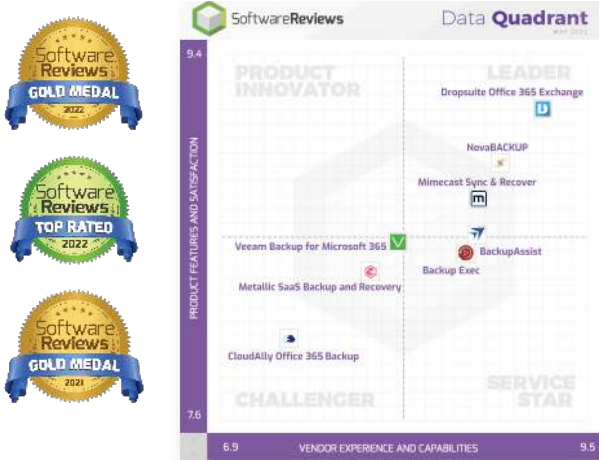 Software
Reviews
GOLD MEDAL
2022
Software
Reviews
TOP RATED
2022
Software
Reviews
GOLD MEDAL
2021
SoftwareReviews
Data Quadrant
9.4
PRODUCT
INNOVATOR
LEADER
Dropsuite Office 365 Exchange
NovaBACKUP
Mimecast Sync & Recover
PRODUCT FEATURES AND SATISFACTION
Veeam Backup for Microsoft 365
BackupAssist
Backup Exec
Metallic SaaS Backup and Recovery
CloudAlly Office 365 Backup
CHALLENGER
SERVICE
STAR
7.6
6.9
VENDOR EXPERIENCE AND CAPABILITIES
9.5